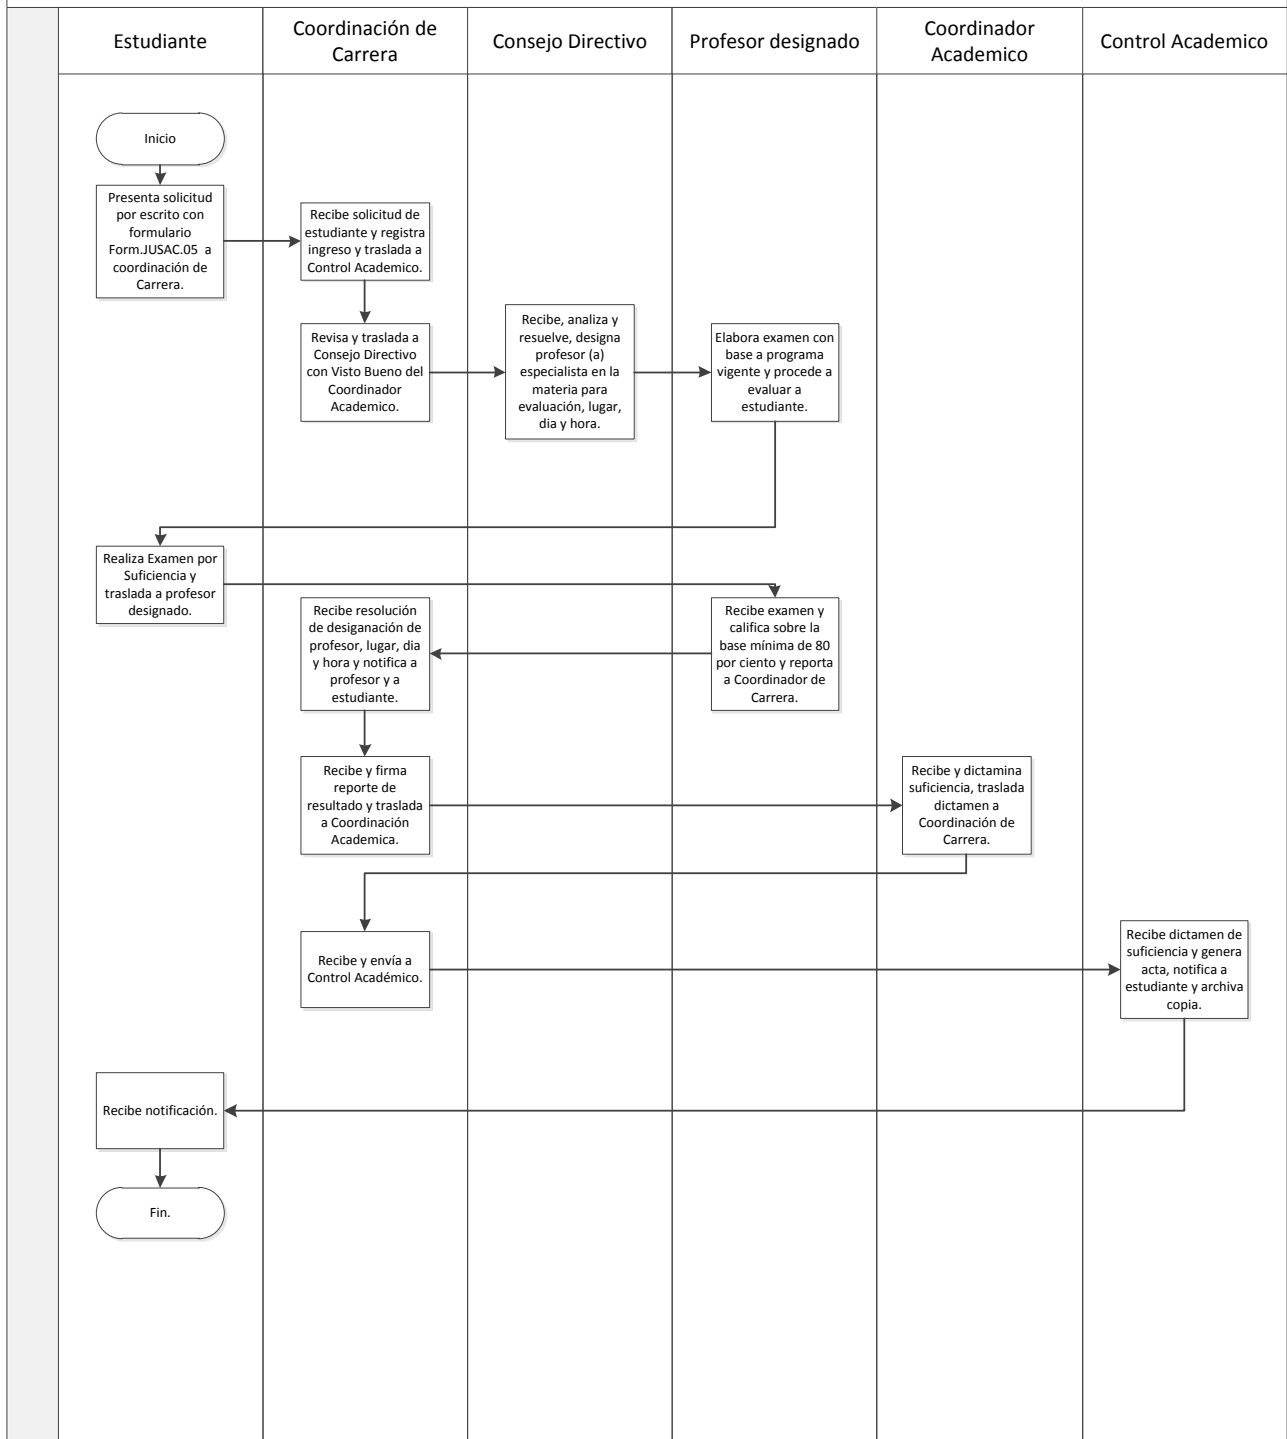 Estudiante
Coordinación de
Carrera
Consejo Directivo
Profesor designado
Coordinador
Academico
Control Academico
Inicio
Presenta solicitud
por escrito con
formulario
Form.JUSAC.05 a
coordinación de
Carrera.
Recibe solicitud de
estudiante y registra
ingreso y traslada a
Control Academico.
Revisa y traslada a
Consejo Directivo
con Visto Bueno del
Coordinador
Academico.
Recibe, analiza y
resuelve, designa
profesor (a)
especialista en la
materia para
evaluación, lugar,
dia y hora.
Elabora examen con
base a programa
vigente y procede a
evaluar a
estudiante.
Realiza Examen por
Suficiencia y
traslada a profesor
designado.
Recibe resolución
de desiganación de
profesor, lugar, dia
y hora y notifica a
profesor y a
estudiante.
Recibe examen y
califica sobre la
base mínima de 80
por ciento y reporta
a Coordinador de
Carrera.
Recibe y firma
reporte de
resultado y traslada
a Coordinación
Academica.
Recibe y dictamina
suficiencia, traslada
dictamen a
Coordinación de
Carrera.
Recibe y envía a
Control Académico.
Recibe dictamen de
suficiencia y genera
acta, notifica a
estudiante y archiva
copia.
Recibe notificación.
Fin.